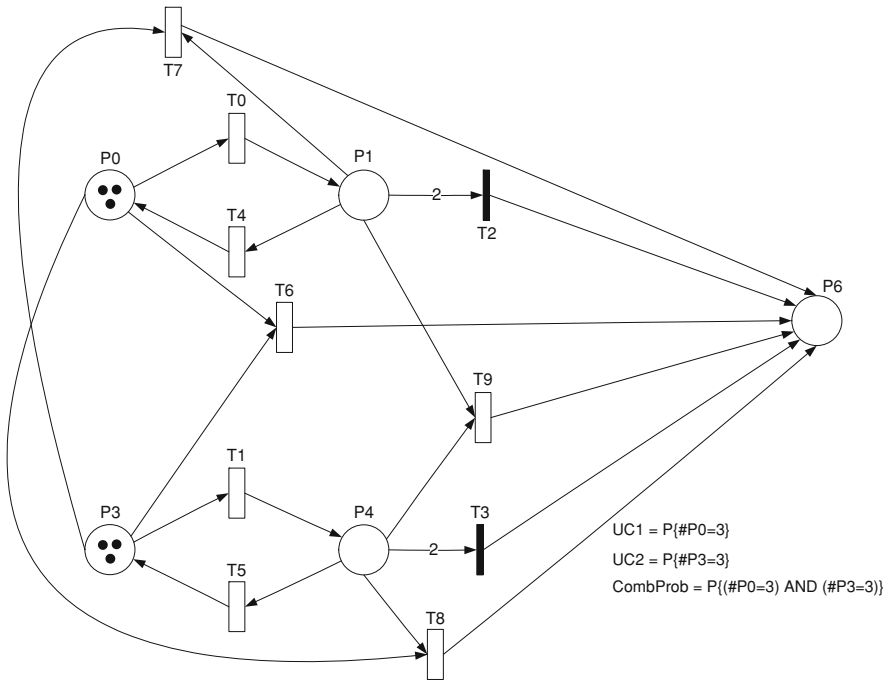 T7
T0
P0
P1
2
T4
T2
T6
P6
T9
T1
P3
P4
T3
2
UC1 = P{#P0=3}
T5
UC2 = P{#P3=3}
CombProb = P{(#P0=3) AND (#P3=3)}
T8